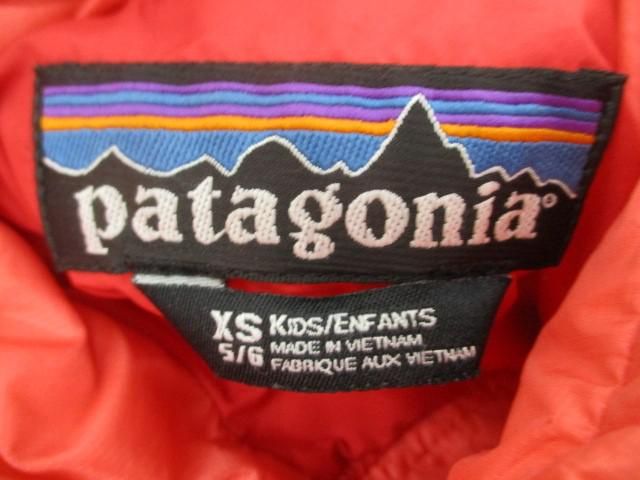 patagonia®
XS KIDS/ENFANTS
5/6 MADE IN VIETNAM
FABRIQUE AUX VIETNAM